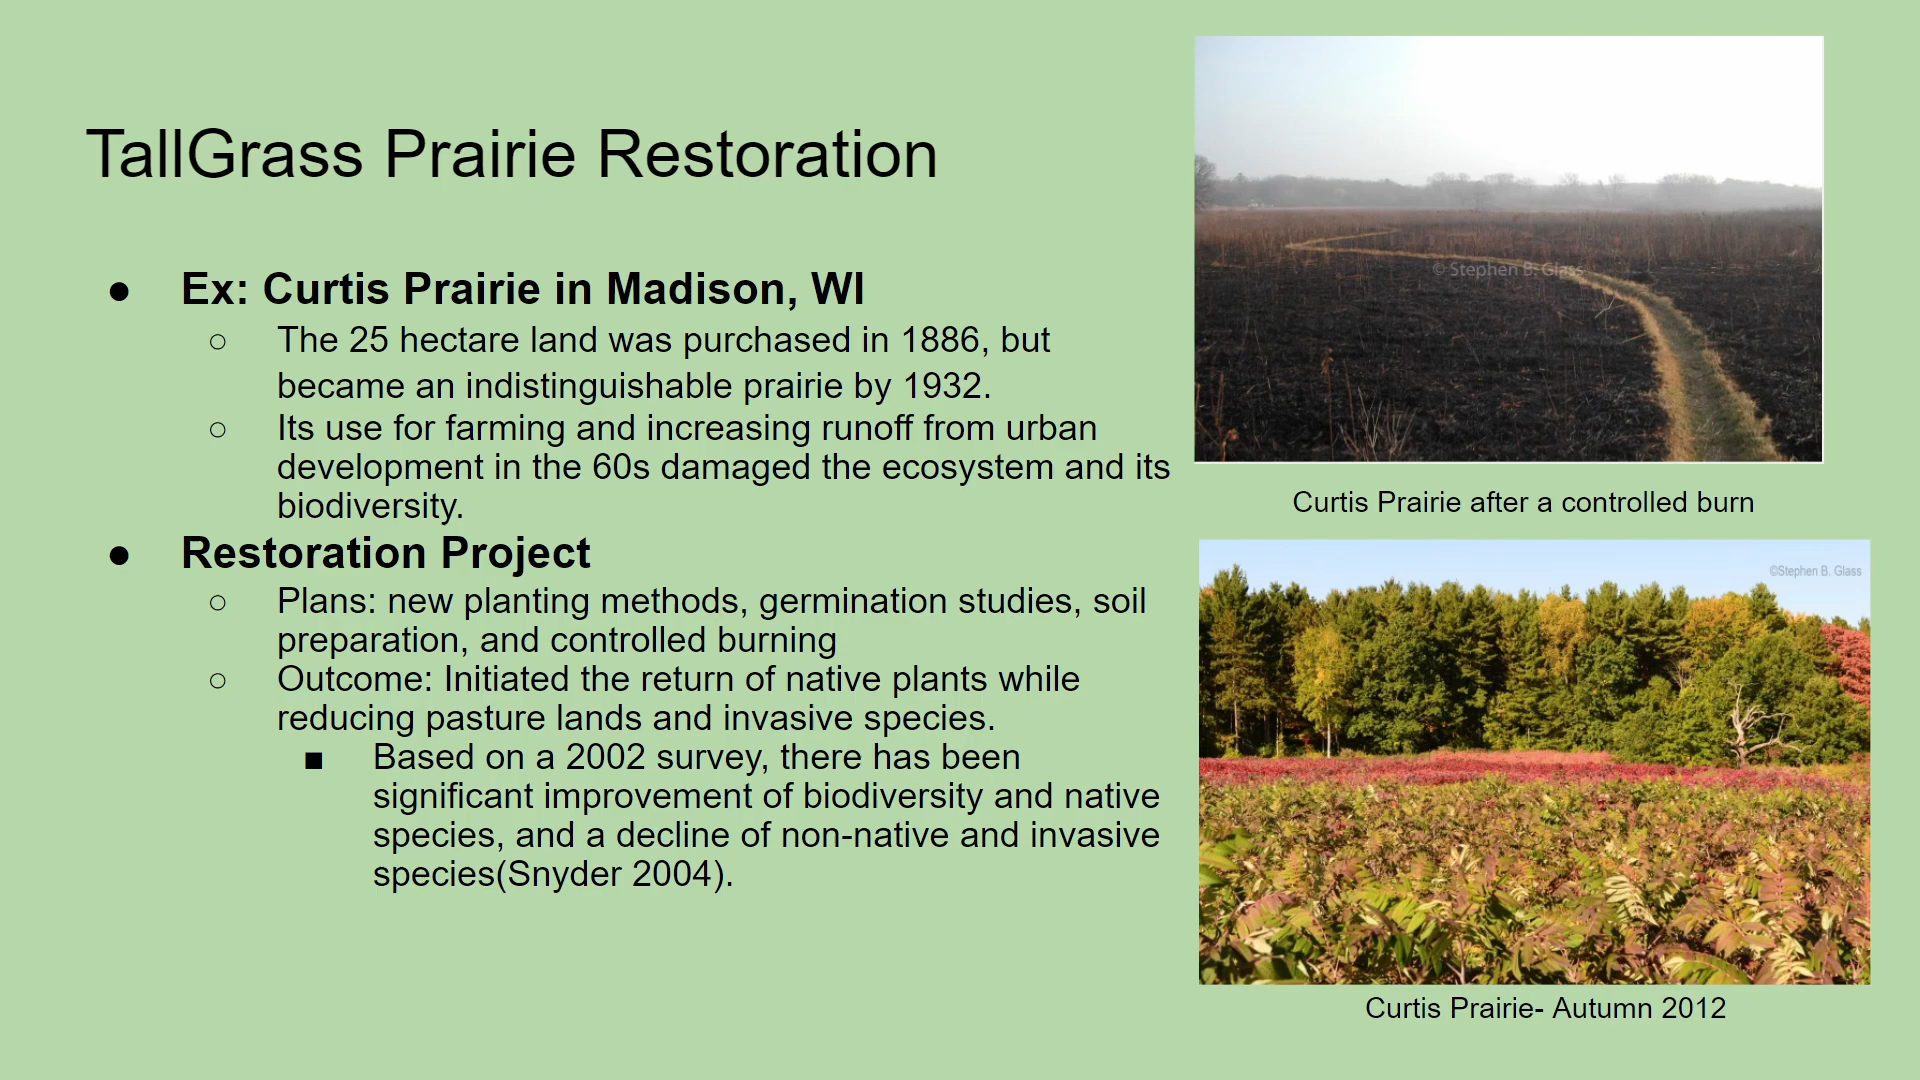 TallGrass Prairie Restoration
● Ex: Curtis Prairie in Madison, WI
○ The 25 hectare land was purchased in 1886, but
became an indistinguishable prairie by 1932.
○ Its use for farming and increasing runoff from urban
development in the 60s damaged the ecosystem and its
biodiversity.
● Restoration Project
○ Plans: new planting methods, germination studies, soil
preparation, and controlled burning
○ Outcome: Initiated the return of native plants while
reducing pasture lands and invasive species.
■ Based on a 2002 survey, there has been
significant improvement of biodiversity and native
species, and a decline of non-native and invasive
species(Snyder 2004).
© Stephen B. Glass
Curtis Prairie after a controlled burn
©Stephen B. Glass
Curtis Prairie- Autumn 2012